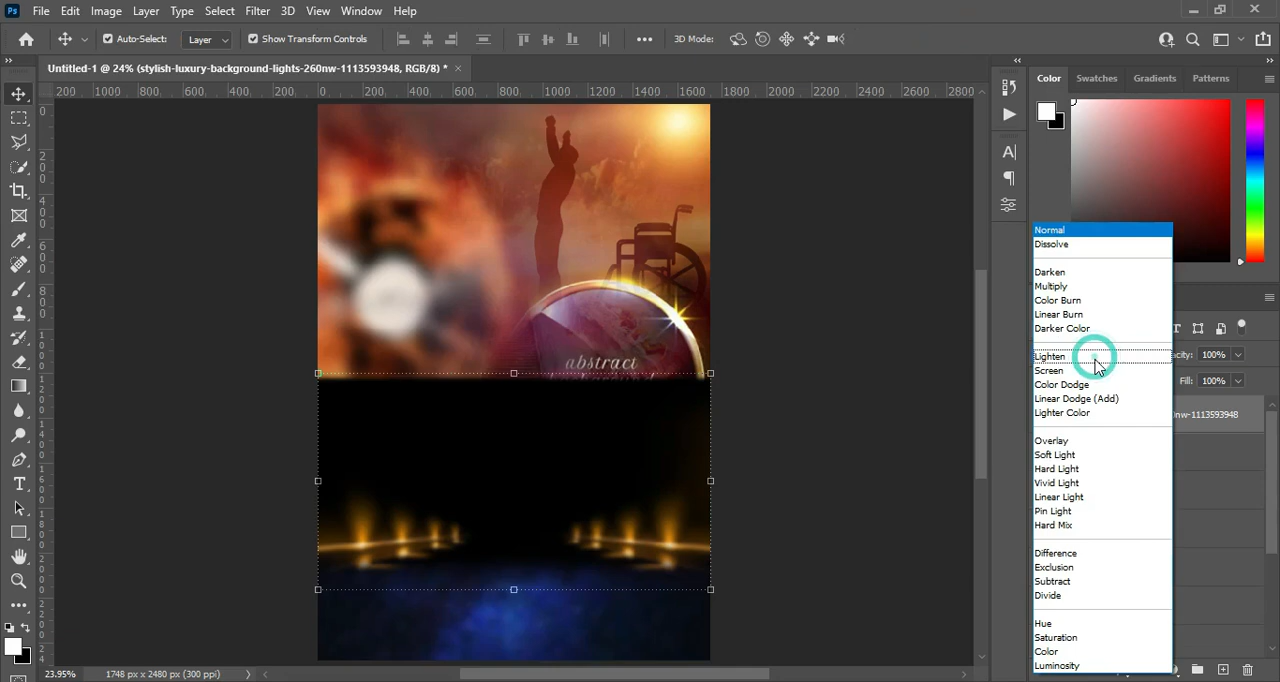 Ps File Edit Image Layer Type Select Filter 3D View Window Help
Auto-Select: Layer Show Transform Controls 3D Mode:
Untitled-1 @ 24% (stylish-luxury-background-lights-260nw-1113593948, RGB/8) *
Color Swatches Gradients Patterns
200 1000 800 600 400 200 0 200 400 600 800 1000 1200 1400 1600 1800 2000 2200 2400 2600 2800
Normal
Dissolve
Darken
Multiply
Color Burn
Linear Burn
Darker Color
Lighten
Screen
Color Dodge
Linear Dodge (Add)
Lighter Color
Overlay
Soft Light
Hard Light
Vivid Light
Linear Light
Pin Light
Hard Mix
Difference
Exclusion
Subtract
Divide
Hue
Saturation
Color
Luminosity
acity: 100%
Fill: 100%
0nw-1113593948
abstract
23.95% 1748 px x 2480 px (300 ppi)